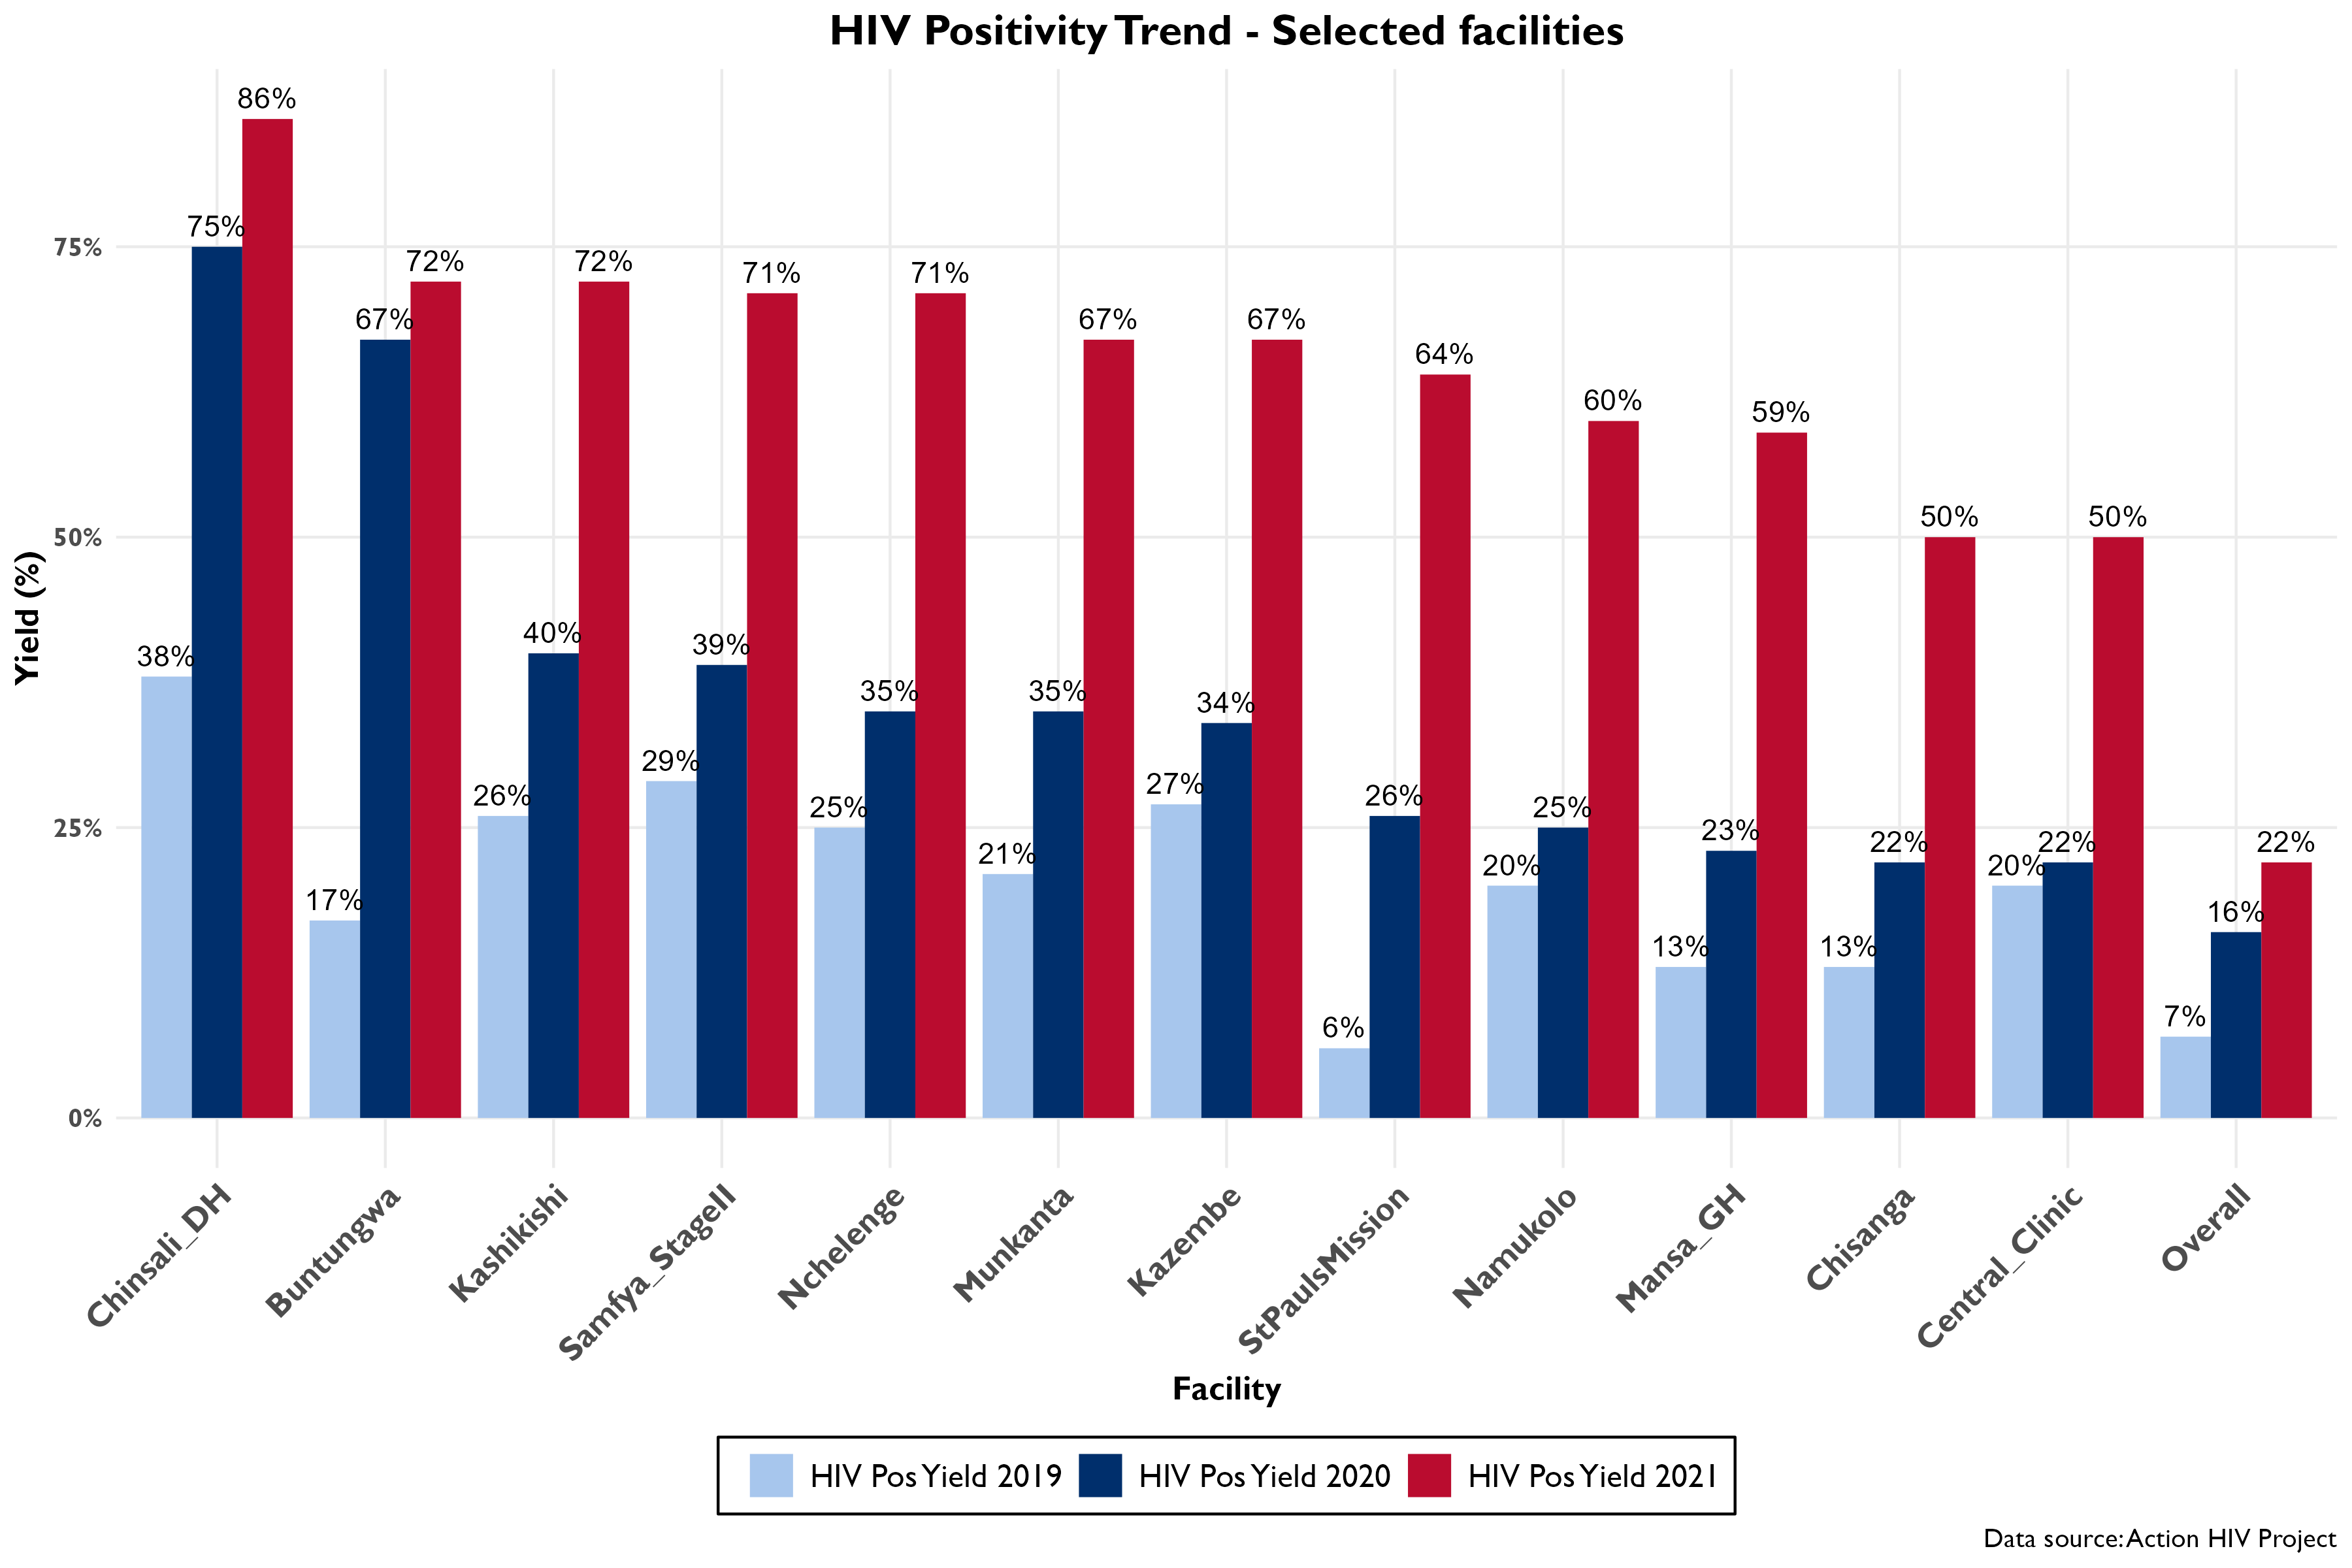 HIV Positivity Trend - Selected facilities
Yield (%)
75%
50%
25%
0%
38% 75% 86%
17% 67% 72%
26% 40% 72%
29% 39% 71%
25% 35% 71%
21% 35% 67%
27% 34% 67%
6% 26% 64%
20% 25% 60%
13% 23% 59%
13% 22% 50%
20% 22% 50%
7% 16% 22%
Chinsali_DH
Buntungwa
Kashikishi
Samfya_StageII
Nchelenge
Munkanta
Kazembe
StPaulsMission
Namukolo
Mansa_GH
Chisanga
Central_Clinic
Overall
Facility
HIV Pos Yield 2019 HIV Pos Yield 2020 HIV Pos Yield 2021
Data source: Action HIV Project